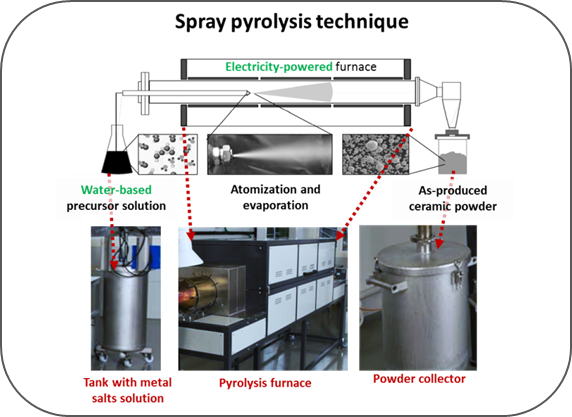 Spray pyrolysis technique
Electricity-powered furnace
Water-based
precursor solution
Atomization and
evaporation
As-produced
ceramic powder
Tank with metal
salts solution
Pyrolysis furnace
Powder collector